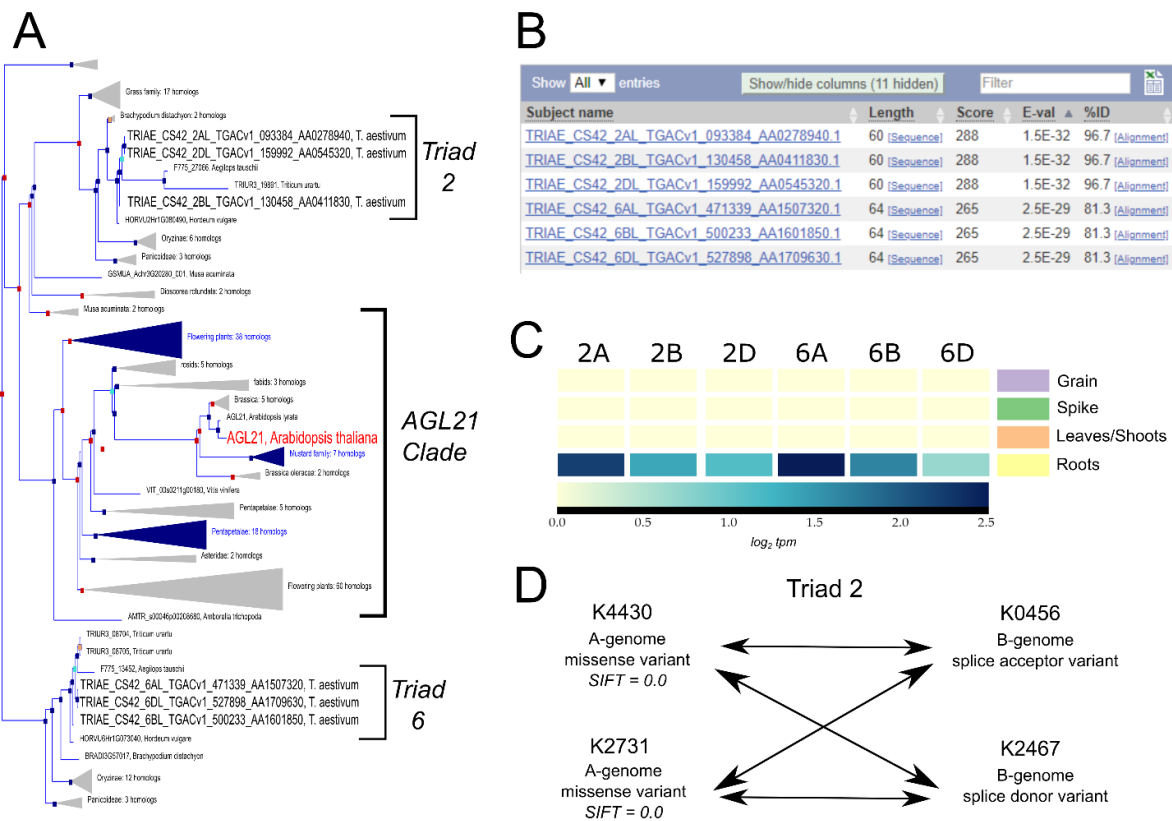 A
Grass family: 17 homologs
Brachypodium distachyon: 2 homologs
TRIAE_CS42_2AL_TGACv1_093384_AA0278940, T. aestivum
TRIAE_CS42_2DL_TGACv1_159992_AA0545320, T. aestivum
F775_27066, Aegilops tauschii
TRIUR3_19891, Triticum urartu
TRIAE_CS42_2BL_TGACv1_130458_AA0411830, T. aestivum
HORVU2Hr1G080490, Hordeum vulgare
Oryzinae: 6 homologs
Panicoideae: 3 homologs
GSMUA_Achr3G20280_001, Musa acuminata
Dioscorea rotundata: 2 homologs
Musa acuminata: 2 homologs
Triad
2
Flowering plants: 38 homologs
rosids: 5 homologs
fabids: 3 homologs
Brassica: 5 homologs
AGL21, Arabidopsis lyrata
AGL21, Arabidopsis thaliana
Mustard family: 7 homologs
Brassica oleracea: 2 homologs
VIT_03s0211g00180, Vitis vinifera
Pentapetalae: 5 homologs
Pentapetalae: 18 homologs
Asteridae: 2 homologs
Flowering plants: 60 homologs
AMTR_s00046p00208680, Amborella trichopoda
AGL21
Clade
TRIUR3_08704, Triticum urartu
TRIUR3_08705, Triticum urartu
F775_13452, Aegilops tauschii
TRIAE_CS42_6AL_TGACv1_471339_AA1507320, T. aestivum
TRIAE_CS42_6DL_TGACv1_527898_AA1709630, T. aestivum
TRIAE_CS42_6BL_TGACv1_500233_AA1601850, T. aestivum
HORVU6Hr1G073040, Hordeum vulgare
BRADI3G57017, Brachypodium distachyon
Oryzinae: 12 homologs
Panicoideae: 3 homologs
Triad
6
B
Show All ▼ entries Show/hide columns (11 hidden) Filter
Subject name Length Score E-val ▲ %ID
TRIAE_CS42_2AL_TGACv1_093384_AA0278940.1 60 [Sequence] 288 1.5E-32 96.7 [Alignment]
TRIAE_CS42_2BL_TGACv1_130458_AA0411830.1 60 [Sequence] 288 1.5E-32 96.7 [Alignment]
TRIAE_CS42_2DL_TGACv1_159992_AA0545320.1 60 [Sequence] 288 1.5E-32 96.7 [Alignment]
TRIAE_CS42_6AL_TGACv1_471339_AA1507320.1 64 [Sequence] 265 2.5E-29 81.3 [Alignment]
TRIAE_CS42_6BL_TGACv1_500233_AA1601850.1 64 [Sequence] 265 2.5E-29 81.3 [Alignment]
TRIAE_CS42_6DL_TGACv1_527898_AA1709630.1 64 [Sequence] 265 2.5E-29 81.3 [Alignment]
C
2A 2B 2D 6A 6B 6D
Grain
Spike
Leaves/Shoots
Roots
0.0 0.5 1.0 1.5 2.0 2.5
log2 tpm
D
Triad 2
K4430
A-genome
missense variant
SIFT = 0.0
K0456
B-genome
splice acceptor variant
K2731
A-genome
missense variant
SIFT = 0.0
K2467
B-genome
splice donor variant